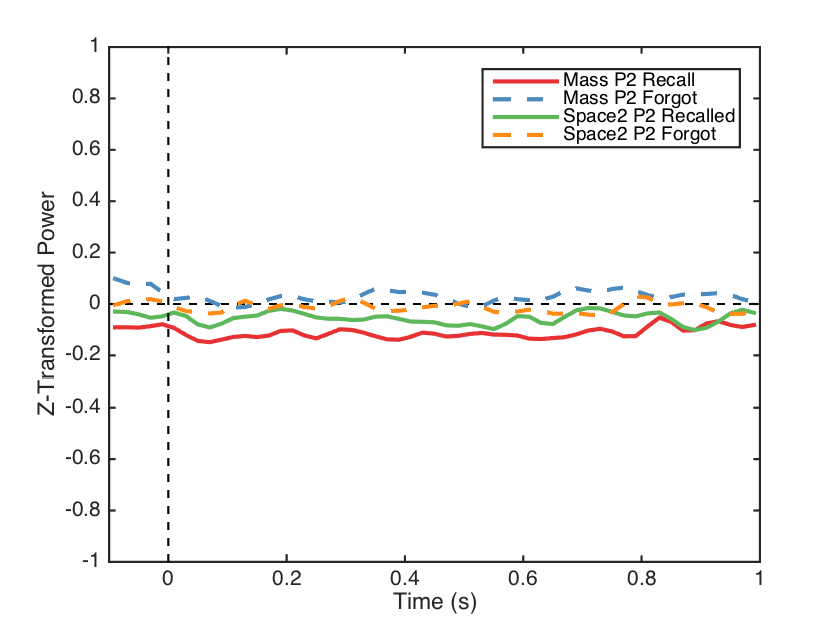 1
0.8
0.6
0.4
0.2
0
-0.2
-0.4
-0.6
-0.8
-1
Z-Transformed Power
Mass P2 Recall
Mass P2 Forgot
Space2 P2 Recalled
Space2 P2 Forgot
0 0.2 0.4 0.6 0.8 1
Time (s)